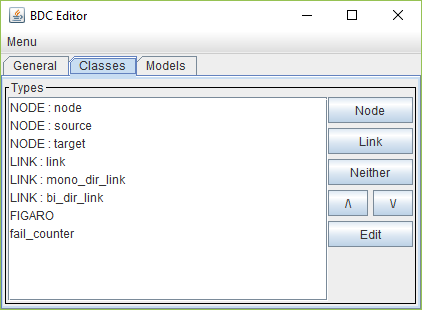 BDC Editor
Menu
General Classes Models
Types
NODE : node
NODE : source
NODE : target
LINK : link
LINK : mono_dir_link
LINK : bi_dir_link
FIGARO
fail_counter
Node
Link
Neither
/\ \/
Edit